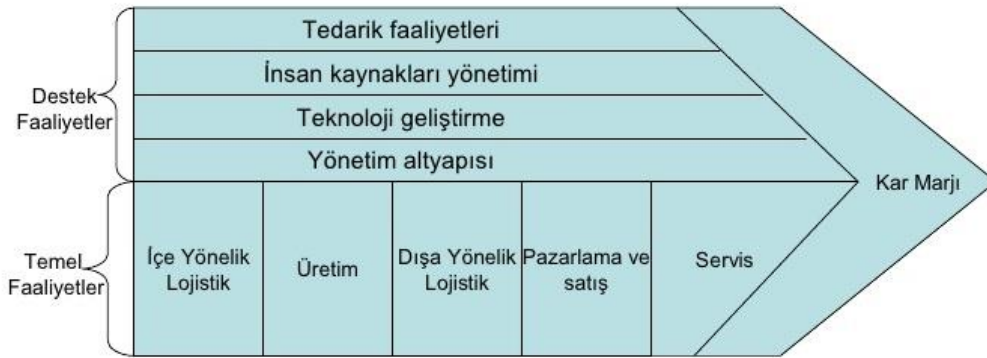 Tedarik faaliyetleri
İnsan kaynakları yönetimi
Teknoloji geliştirme
Yönetim altyapısı
Destek
Faaliyetler
Kar Marjı
Temel
Faaliyetler
İçe Yönelik
Lojistik
Üretim
Dışa Yönelik
Lojistik
Pazarlama ve
satış
Servis